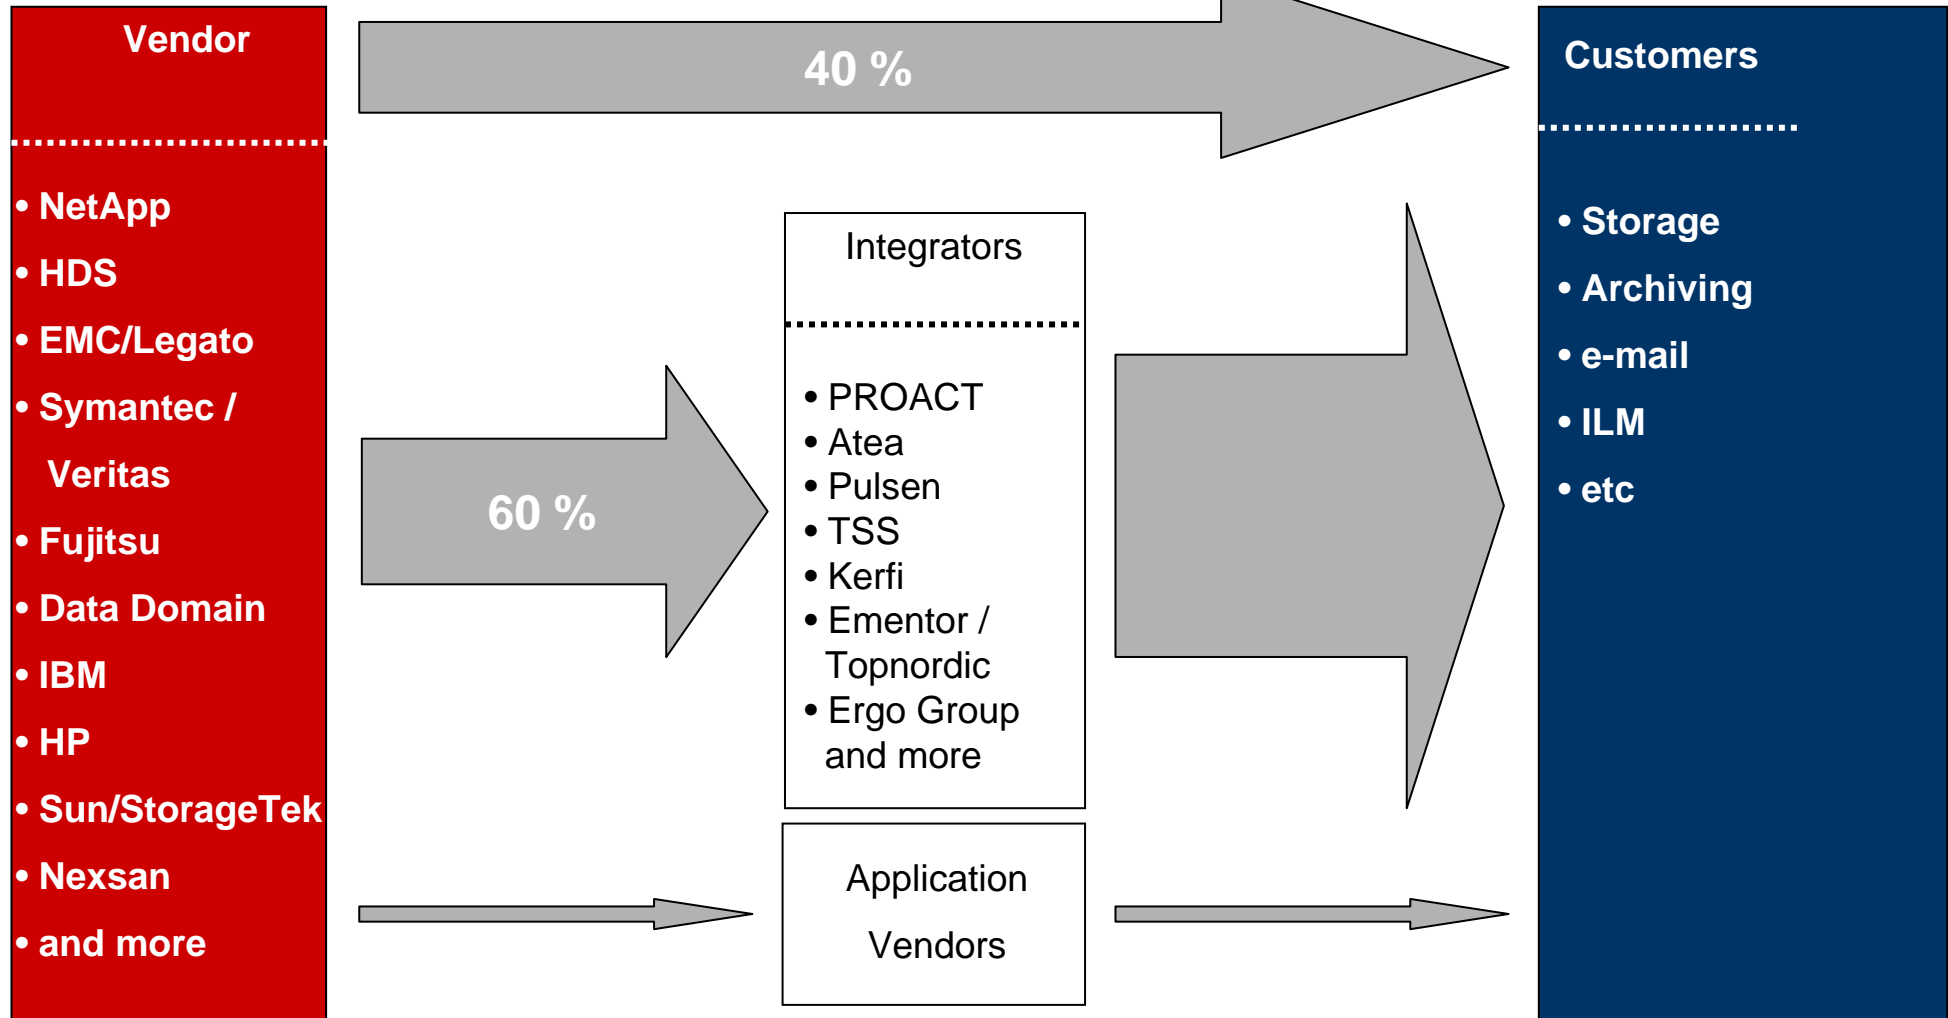 Vendor
• NetApp
• HDS
• EMC/Legato
• Symantec /
Veritas
• Fujitsu
• Data Domain
• IBM
• HP
• Sun/StorageTek
• Nexsan
• and more
40 %
60 %
Integrators
• PROACT
• Atea
• Pulsen
• TSS
• Kerfi
• Ementor /
Topnordic
• Ergo Group
and more
Application
Vendors
Customers
• Storage
• Archiving
• e-mail
• ILM
• etc